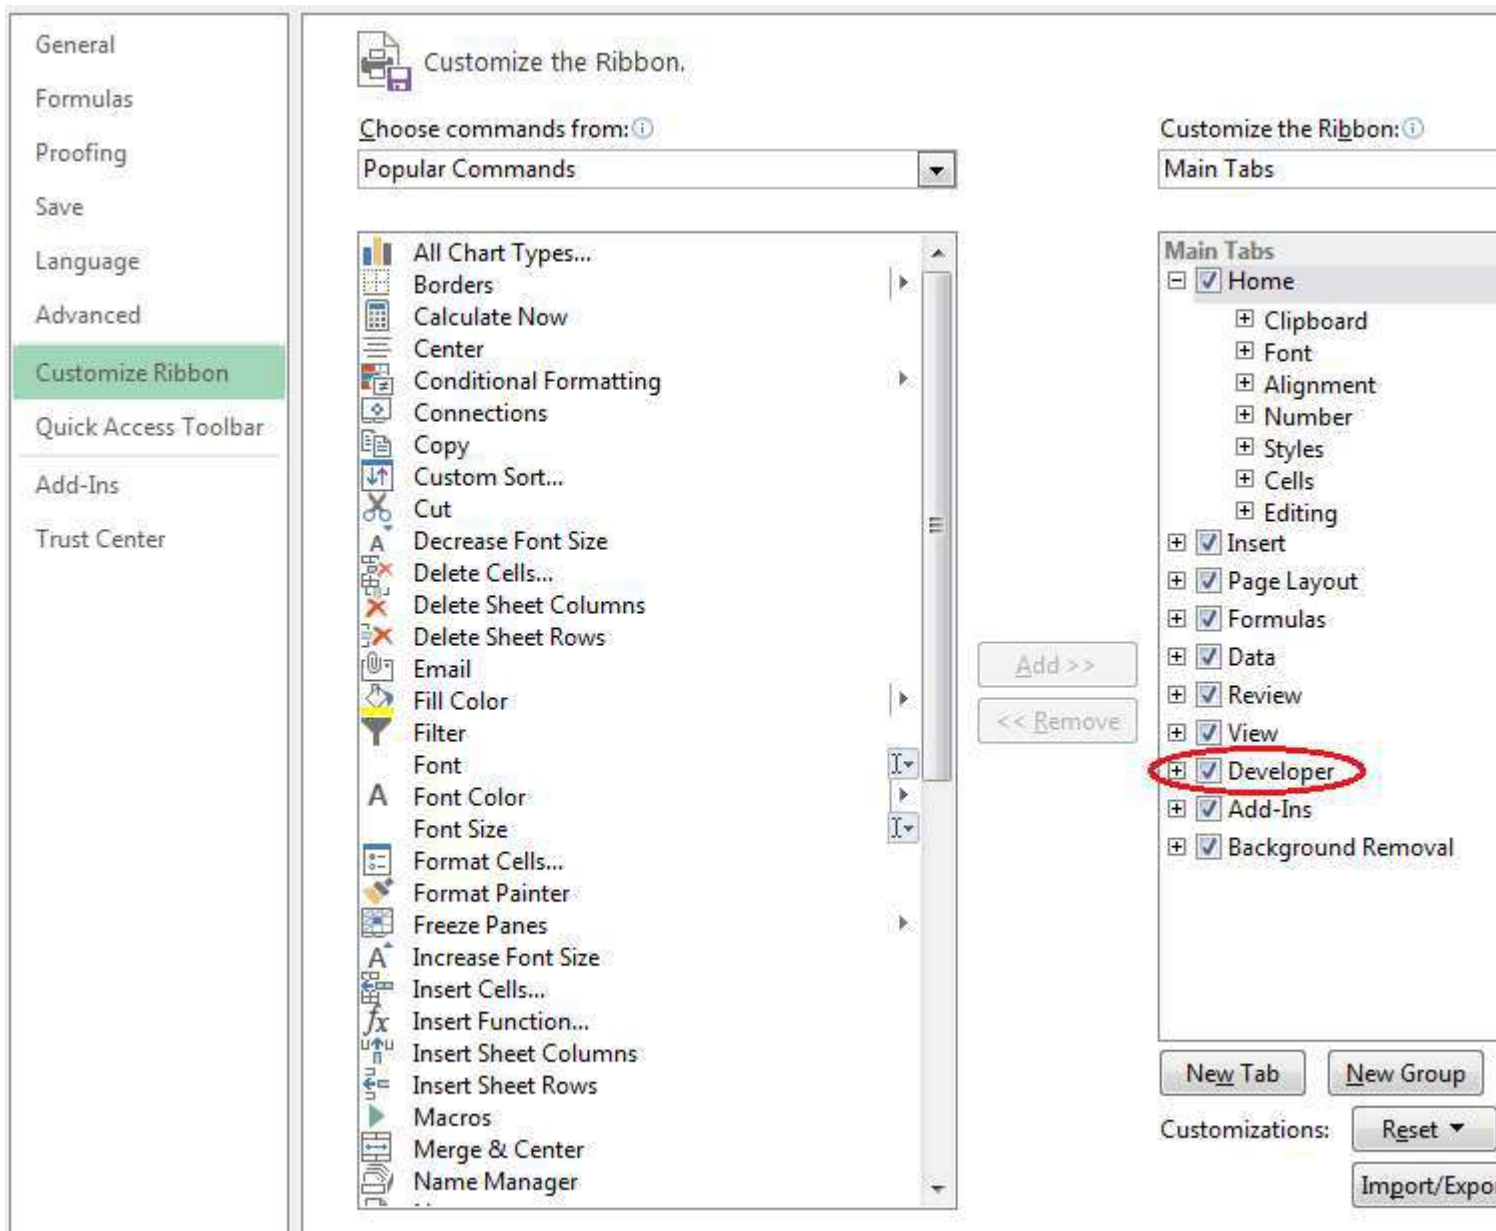 General
Formulas
Proofing
Save
Language
Advanced
Customize Ribbon
Quick Access Toolbar
Add-Ins
Trust Center
Customize the Ribbon.
Choose commands from:
Popular Commands
All Chart Types...
Borders
Calculate Now
Center
Conditional Formatting
Connections
Copy
Custom Sort...
Cut
Decrease Font Size
Delete Cells...
Delete Sheet Columns
Delete Sheet Rows
Email
Fill Color
Filter
Font
Font Color
Font Size
Format Cells...
Format Painter
Freeze Panes
Increase Font Size
Insert Cells...
Insert Function...
Insert Sheet Columns
Insert Sheet Rows
Macros
Merge & Center
Name Manager
Add >>
<< Remove
Customize the Ribbon:
Main Tabs
Main Tabs
Home
Clipboard
Font
Alignment
Number
Styles
Cells
Editing
Insert
Page Layout
Formulas
Data
Review
View
Developer
Add-Ins
Background Removal
New Tab
New Group
Customizations:
Reset
Import/Expor